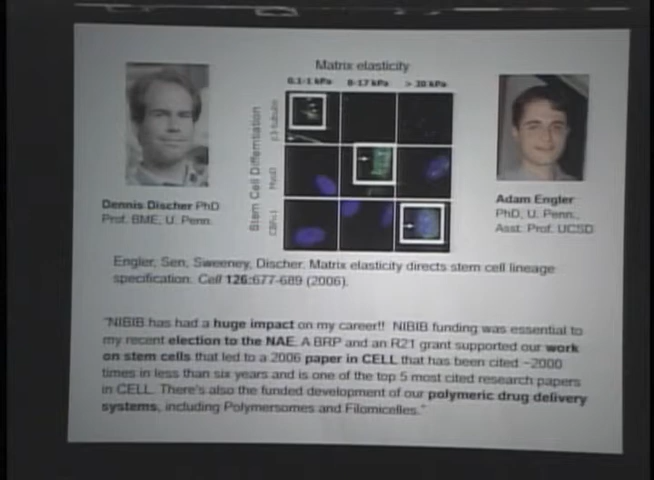 Matrix elasticity
0.1-1 kPa 8-17 kPa > 30 kPa
Stem Cell Differntiation
β3-tubulin
MyoD
CBFα1
Dennis Discher PhD
Prof. BME, U. Penn.
Adam Engler
PhD, U. Penn.,
Asst. Prof. UCSD
Engler, Sen, Sweeney, Discher. Matrix elasticity directs stem cell lineage
specification. Cell 126:677-689 (2006).
"NIBIB has had a huge impact on my career!! NIBIB funding was essential to
my recent election to the NAE. A BRP and an R21 grant supported our work
on stem cells that led to a 2006 paper in CELL that has been cited ~2000
times in less than six years and is one of the top 5 most cited research papers
in CELL. There's also the funded development of our polymeric drug delivery
systems, including Polymersomes and Filomicelles."